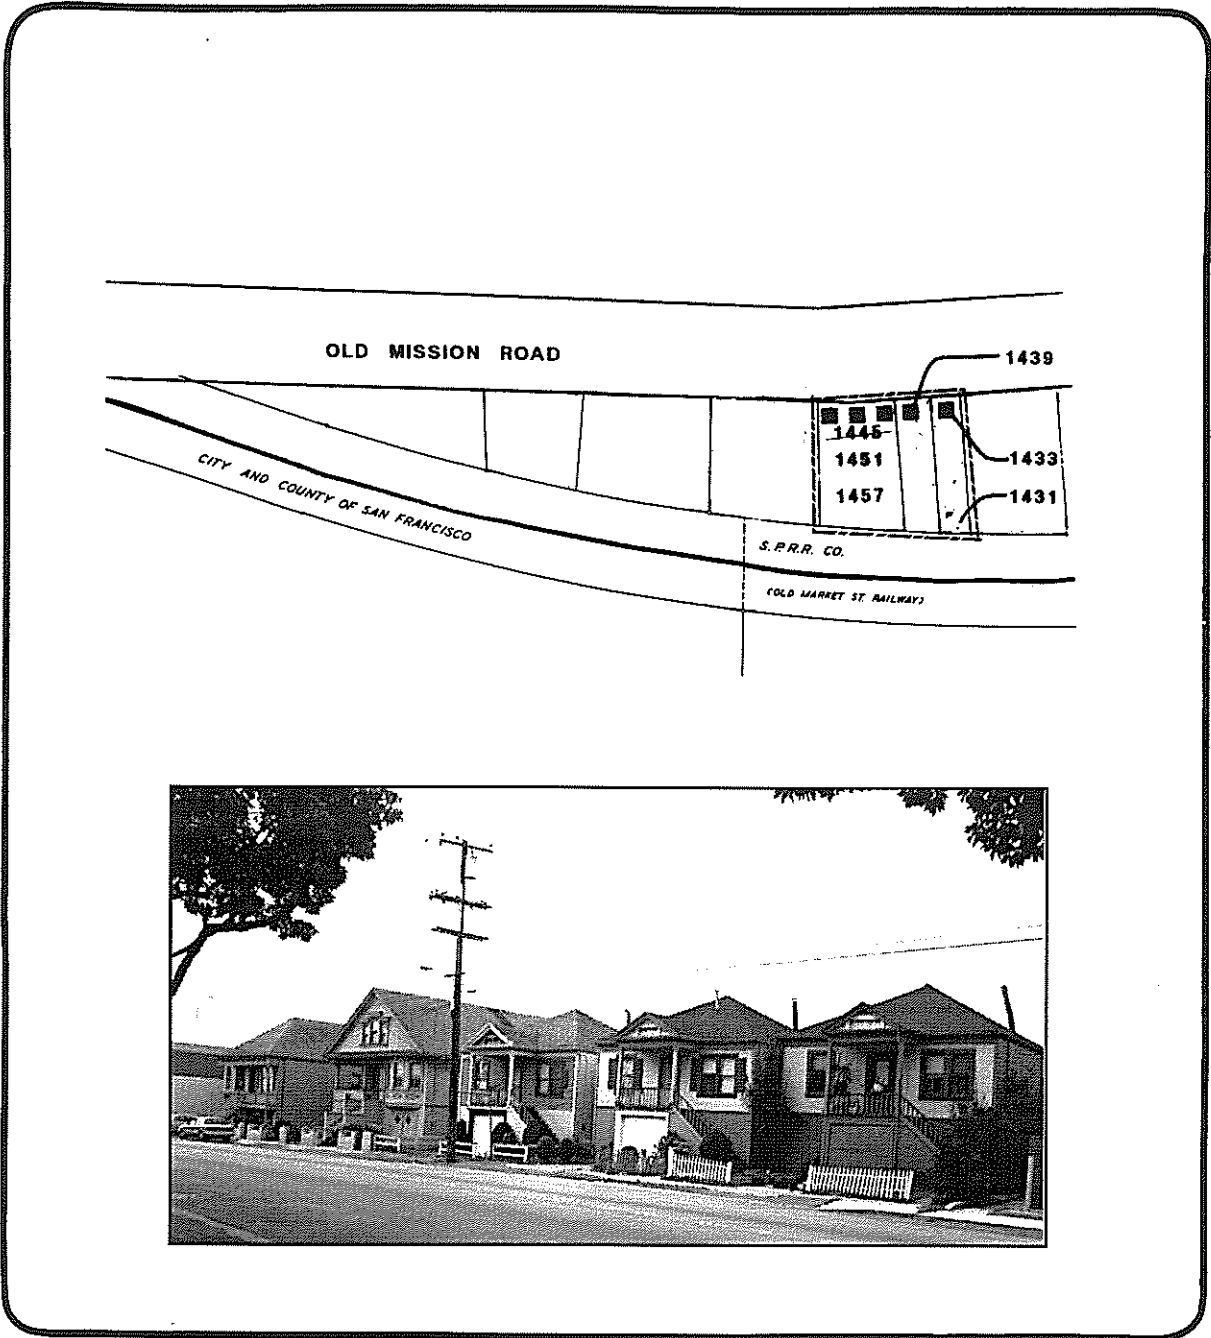 OLD MISSION ROAD
1439
1445
1451
1433
1457
1431
CITY AND COUNTY OF SAN FRANCISCO
S.P.R.R. CO.
(OLD MARKET ST. RAILWAY)